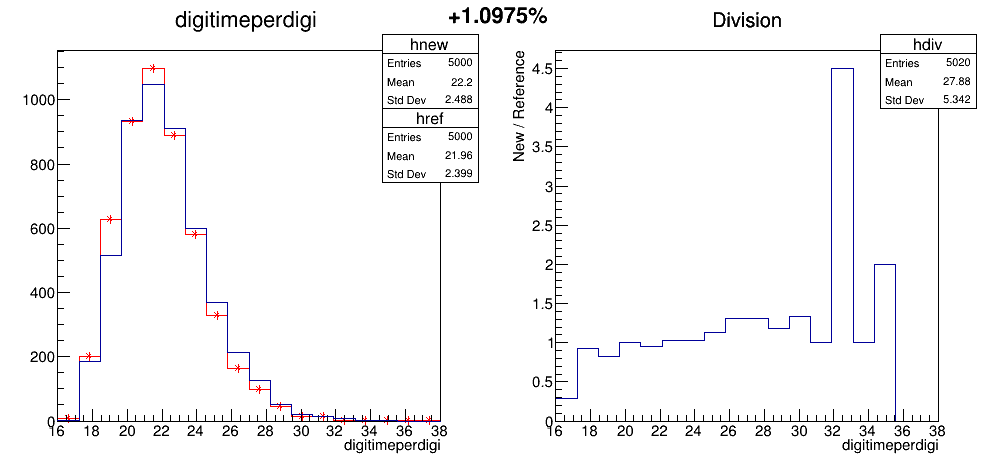 +1.0975%
digitimeperdigi
hnew
Entries 5000
Mean 22.2
Std Dev 2.488
href
Entries 5000
Mean 21.96
Std Dev 2.399
1000
800
600
400
200
0
16 18 20 22 24 26 28 30 32 34 36 38
digitimeperdigi
Division
hdiv
Entries 5020
Mean 27.88
Std Dev 5.342
New / Reference
4.5
4
3.5
3
2.5
2
1.5
1
0.5
0
16 18 20 22 24 26 28 30 32 34 36 38
digitimeperdigi